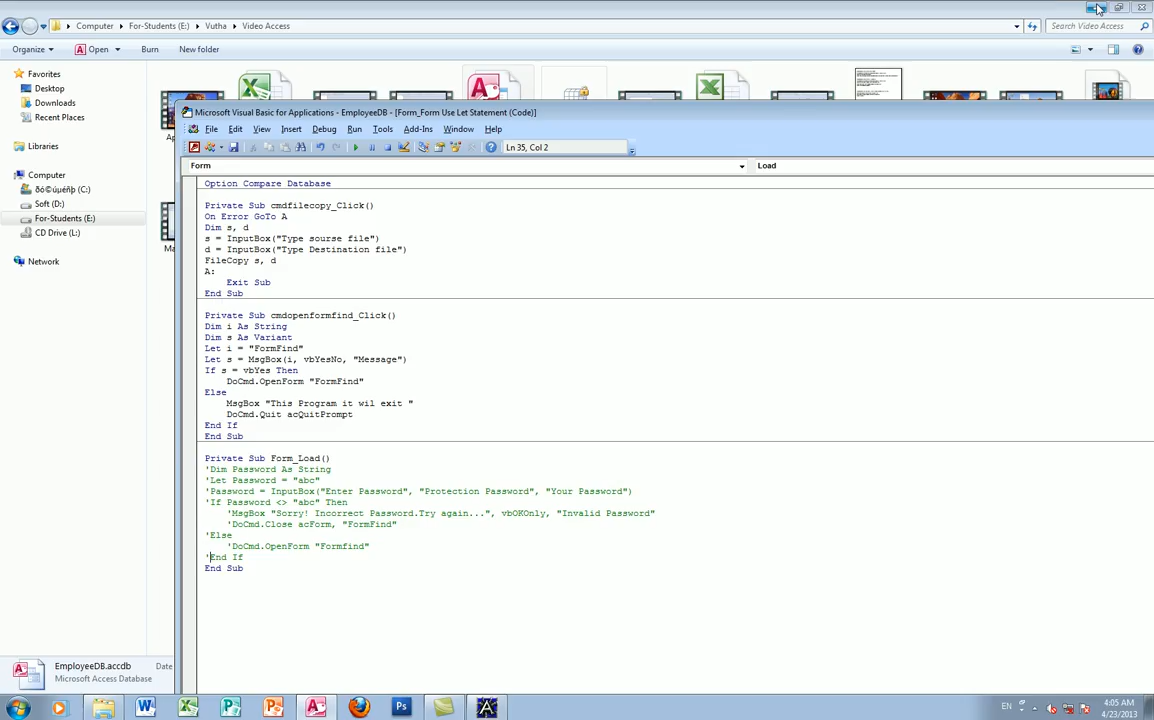 Computer ▸ For-Students (E:) ▸ Vutha ▸ Video Access
Search Video Access
Organize
Open
Burn
New folder
Favorites
Desktop
Downloads
Recent Places
Libraries
Computer
Soft (D:)
For-Students (E:)
CD Drive (L:)
Network
Microsoft Visual Basic for Applications - EmployeeDB - [Form_Form Use Let Statement (Code)]
File Edit View Insert Debug Run Tools Add-Ins Window Help
Ln 35, Col 2
Form
Load
Option Compare Database
Private Sub cmdfilecopy_Click()
On Error GoTo A
Dim s, d
s = InputBox("Type sourse file")
d = InputBox("Type Destination file")
FileCopy s, d
A:
Exit Sub
End Sub
Private Sub cmdopenformfind_Click()
Dim i As String
Dim s As Variant
Let i = "FormFind"
Let s = MsgBox(i, vbYesNo, "Message")
If s = vbYes Then
DoCmd.OpenForm "FormFind"
Else
MsgBox "This Program it wil exit "
DoCmd.Quit acQuitPrompt
End If
End Sub
Private Sub Form_Load()
'Dim Password As String
'Let Password = "abc"
'Password = InputBox("Enter Password", "Protection Password", "Your Password")
'If Password <> "abc" Then
'MsgBox "Sorry! Incorrect Password.Try again...", vbOKOnly, "Invalid Password"
'DoCmd.Close acForm, "FormFind"
'Else
'DoCmd.OpenForm "Formfind"
'End If
End Sub
EmployeeDB.accdb
Date
Microsoft Access Database
EN
4:05 AM
4/23/2013